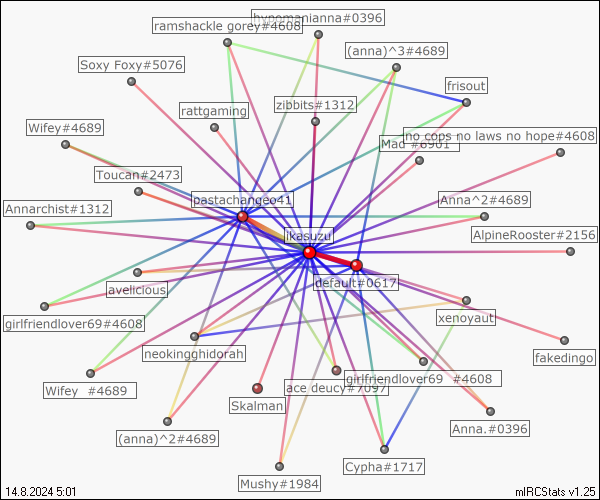 hypomanianna#0396
ramshackle gorey#4608
(anna)^3#4689
Soxy Foxy#5076
frisout
zibbits#1312
rattgaming
Wifey#4689
no cops no laws no hope#4608
Mad #6901
Toucan#2473
pastachangeo41
Anna^2#4689
Annarchist#1312
ikasuzu
AlpineRooster#2156
default#0617
avelicious
xenoyaut
girlfriendlover69#4608
neokingghidorah
fakedingo
girlfriendlover69 #4608
ace deucy#7097
Wifey #4689
Skalman
Anna.#0396
(anna)^2#4689
Cypha#1717
Mushy#1984
14.8.2024 5:01
mIRCStats v1.25